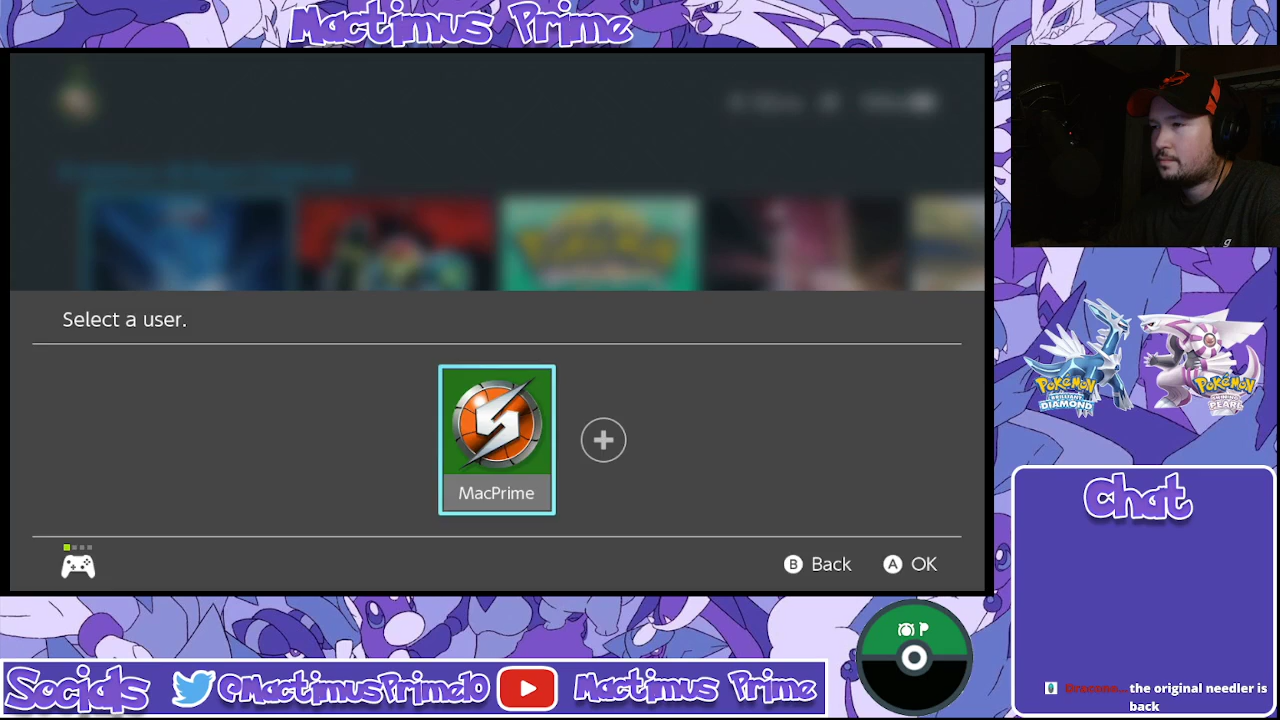 Mactimus Prime
Select a user.
MacPrime
B Back
A OK
POKÉMON
BRILLIANT
DIAMOND
POKÉMON
SHINING
PEARL
Chat
P
the original needler is
back
Socials
@MactimusPrime10
Mactimus Prime